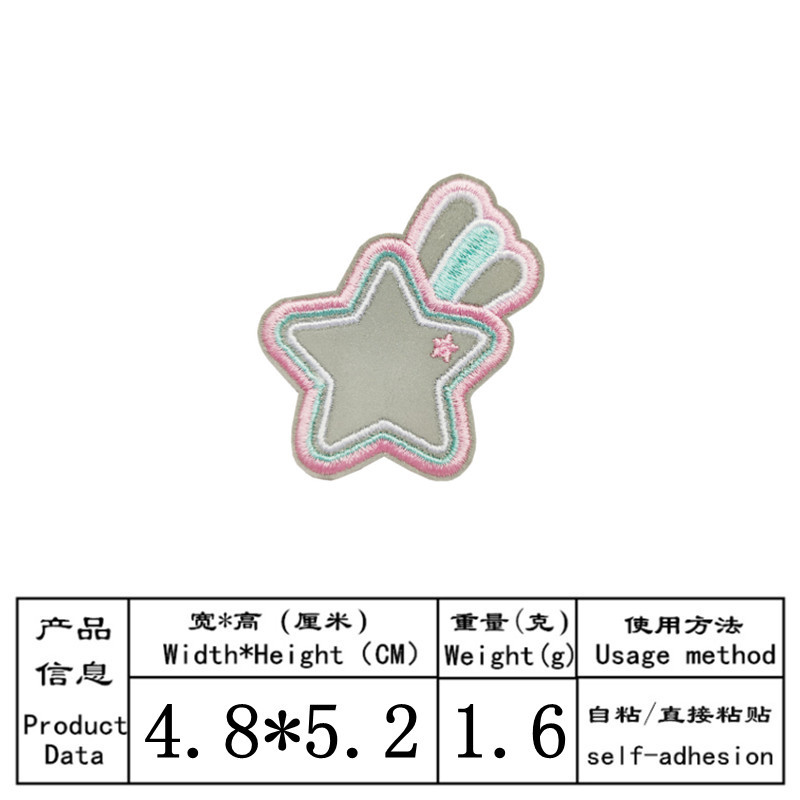 产品
信息
Product
Data
宽*高 (厘米)
Width*Height (CM)
重量(克)
Weight(g)
使用方法
Usage method
4.8*5.2
1.6
自粘/直接粘贴
self-adhesion